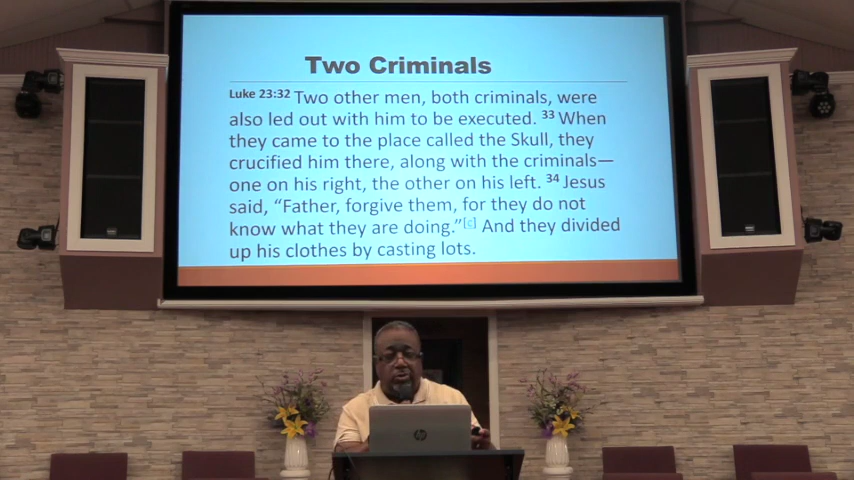 Two Criminals
Luke 23:32 Two other men, both criminals, were
also led out with him to be executed. 33 When
they came to the place called the Skull, they
crucified him there, along with the criminals—
one on his right, the other on his left. 34 Jesus
said, “Father, forgive them, for they do not
know what they are doing.”[c] And they divided
up his clothes by casting lots.
hp